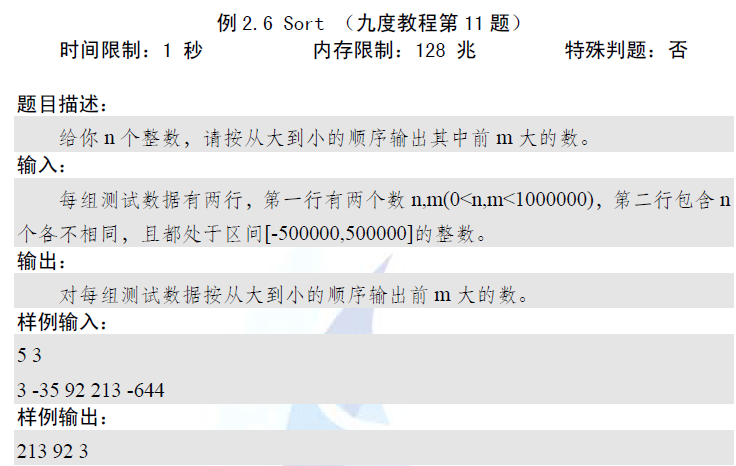 例 2.6 Sort （九度教程第 11 题）
时间限制：1 秒 内存限制：128 兆 特殊判题：否
题目描述：
给你 n 个整数，请按从大到小的顺序输出其中前 m 大的数。
输入：
每组测试数据有两行，第一行有两个数 n,m(0<n,m<1000000)，第二行包含 n
个各不相同，且都处于区间[-500000,500000]的整数。
输出：
对每组测试数据按从大到小的顺序输出前 m 大的数。
样例输入：
5 3
3 -35 92 213 -644
样例输出：
213 92 3